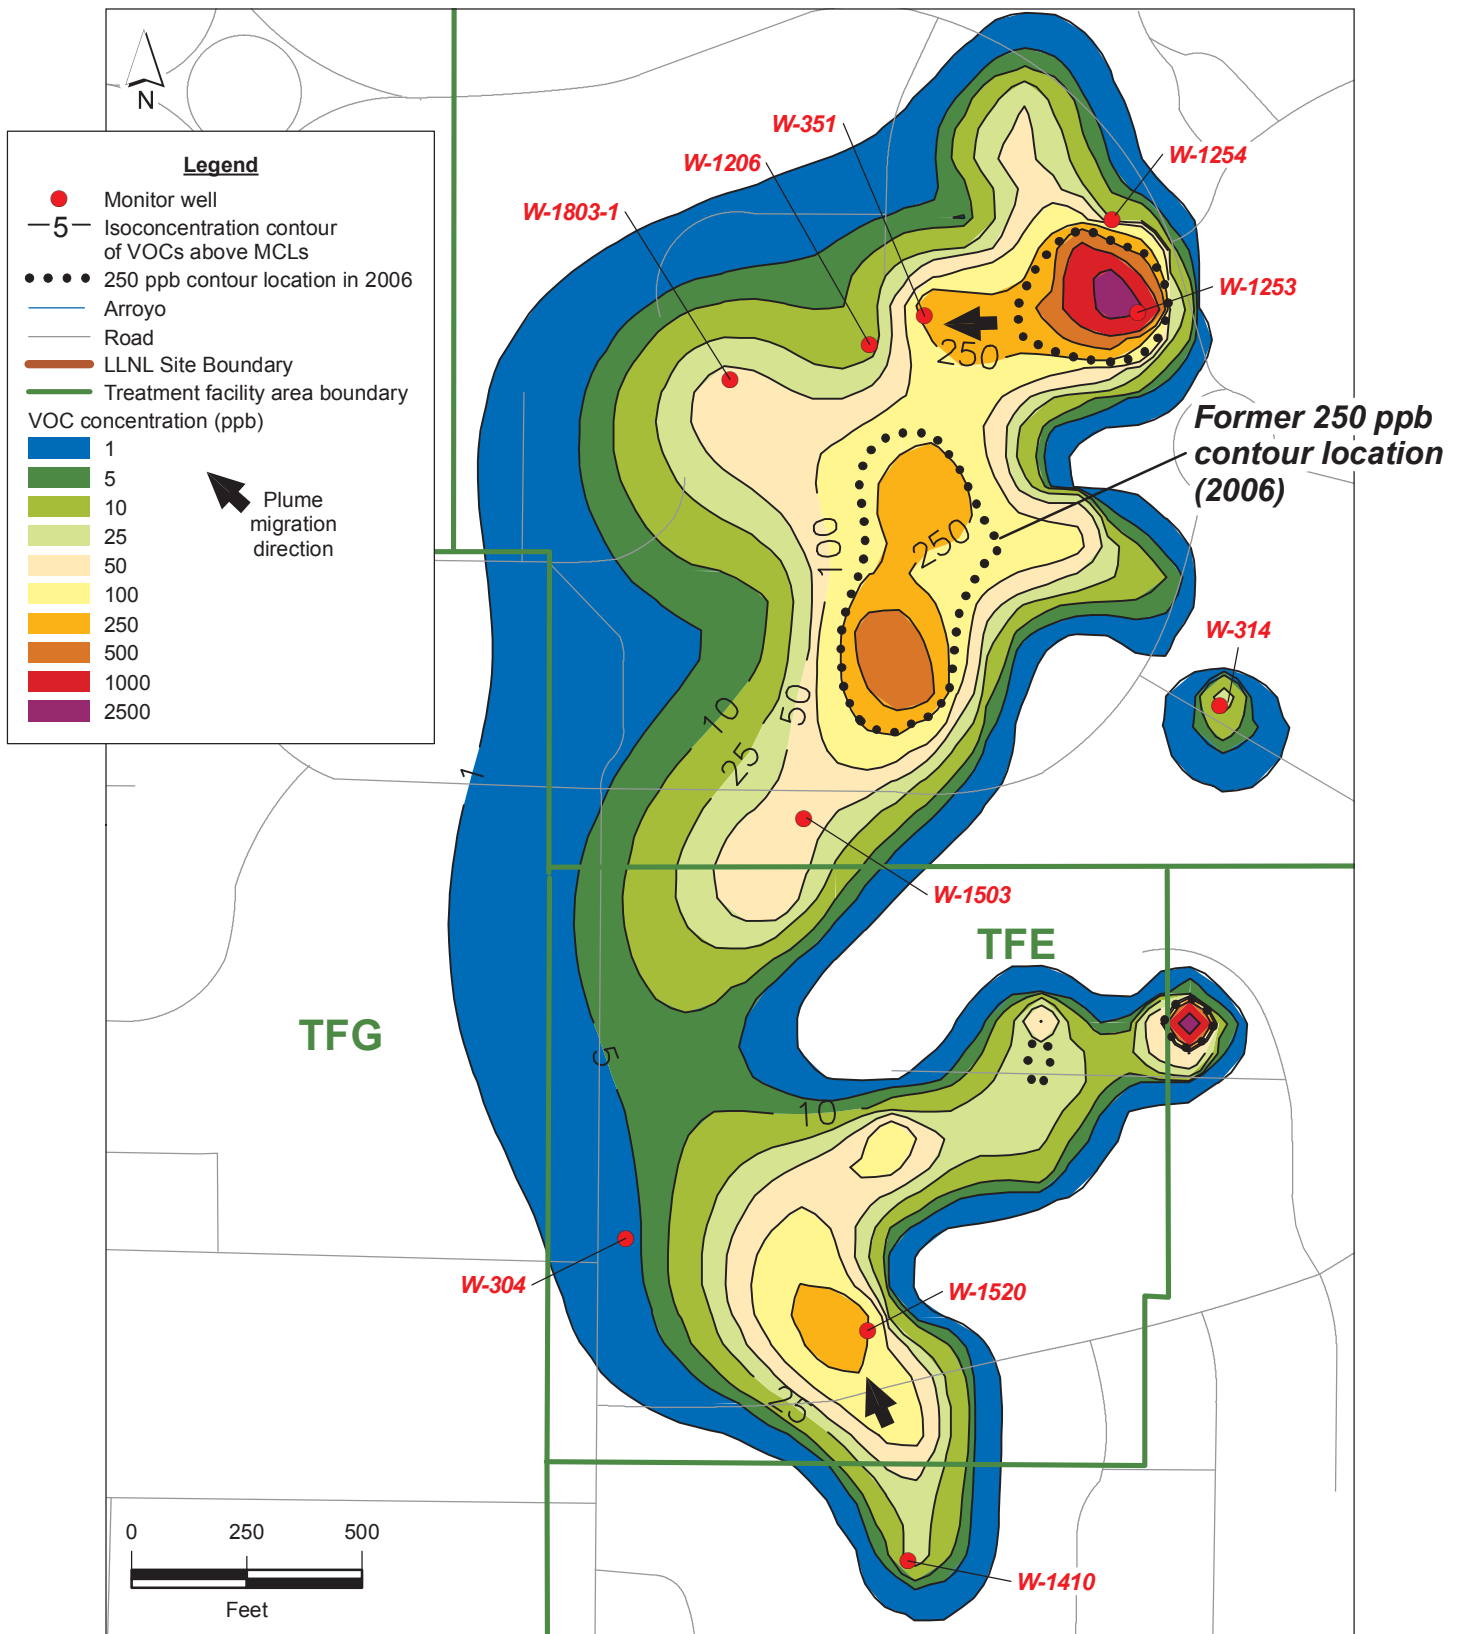 N
Legend
Monitor well
5 Isoconcentration contour
of VOCs above MCLs
250 ppb contour location in 2006
Arroyo
Road
LLNL Site Boundary
Treatment facility area boundary
VOC concentration (ppb)
1
5
10
25
50
100
250
500
1000
2500
Plume
migration
direction
W-351
W-1206
W-1803-1
W-1254
W-1253
250
Former 250 ppb
contour location
(2006)
100
250
W-314
10
50
25
1
W-1503
TFE
TFG
5
10
W-304
W-1520
25
W-1410
0 250 500
Feet